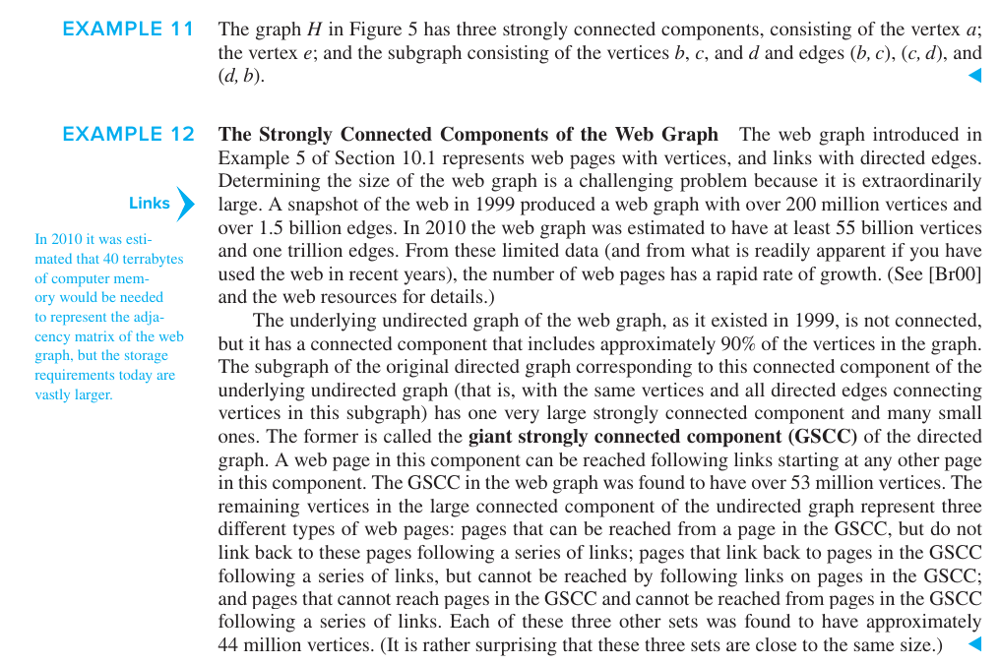 EXAMPLE 11 The graph H in Figure 5 has three strongly connected components, consisting of the vertex a;
the vertex e; and the subgraph consisting of the vertices b, c, and d and edges (b, c), (c, d), and
(d, b).
EXAMPLE 12 The Strongly Connected Components of the Web Graph The web graph introduced in
Example 5 of Section 10.1 represents web pages with vertices, and links with directed edges.
Determining the size of the web graph is a challenging problem because it is extraordinarily
large. A snapshot of the web in 1999 produced a web graph with over 200 million vertices and
over 1.5 billion edges. In 2010 the web graph was estimated to have at least 55 billion vertices
and one trillion edges. From these limited data (and from what is readily apparent if you have
used the web in recent years), the number of web pages has a rapid rate of growth. (See [Br00]
and the web resources for details.)
Links
In 2010 it was esti-
mated that 40 terrabytes
of computer mem-
ory would be needed
to represent the adja-
cency matrix of the web
graph, but the storage
requirements today are
vastly larger.
The underlying undirected graph of the web graph, as it existed in 1999, is not connected,
but it has a connected component that includes approximately 90% of the vertices in the graph.
The subgraph of the original directed graph corresponding to this connected component of the
underlying undirected graph (that is, with the same vertices and all directed edges connecting
vertices in this subgraph) has one very large strongly connected component and many small
ones. The former is called the giant strongly connected component (GSCC) of the directed
graph. A web page in this component can be reached following links starting at any other page
in this component. The GSCC in the web graph was found to have over 53 million vertices. The
remaining vertices in the large connected component of the undirected graph represent three
different types of web pages: pages that can be reached from a page in the GSCC, but do not
link back to these pages following a series of links; pages that link back to pages in the GSCC
following a series of links, but cannot be reached by following links on pages in the GSCC;
and pages that cannot reach pages in the GSCC and cannot be reached from pages in the GSCC
following a series of links. Each of these three other sets was found to have approximately
44 million vertices. (It is rather surprising that these three sets are close to the same size.)